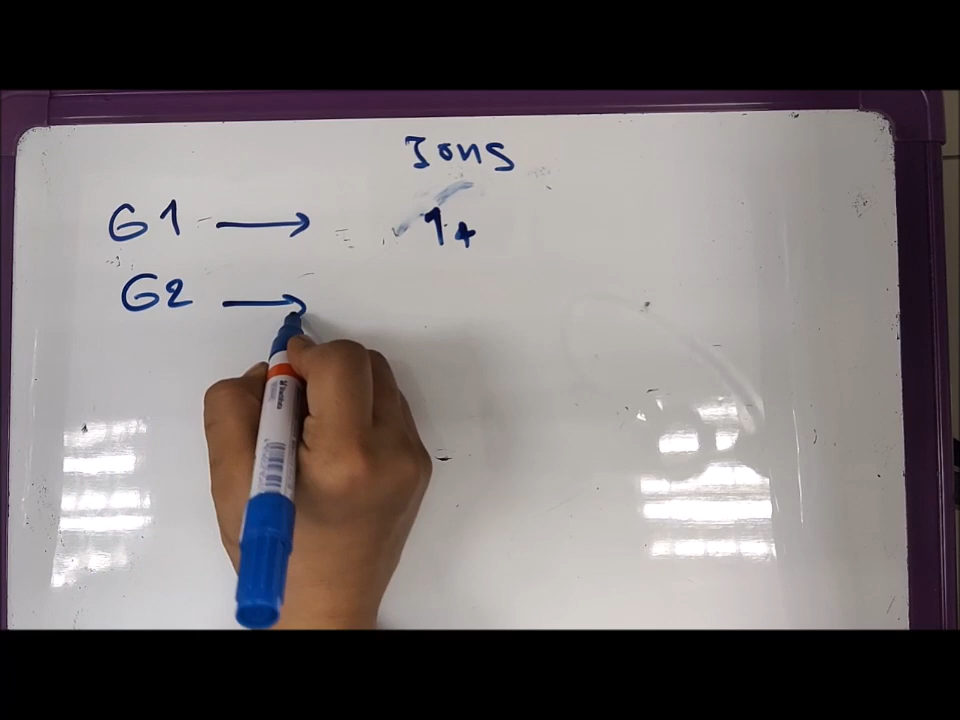 Ions
G1 → 1+
G2 →